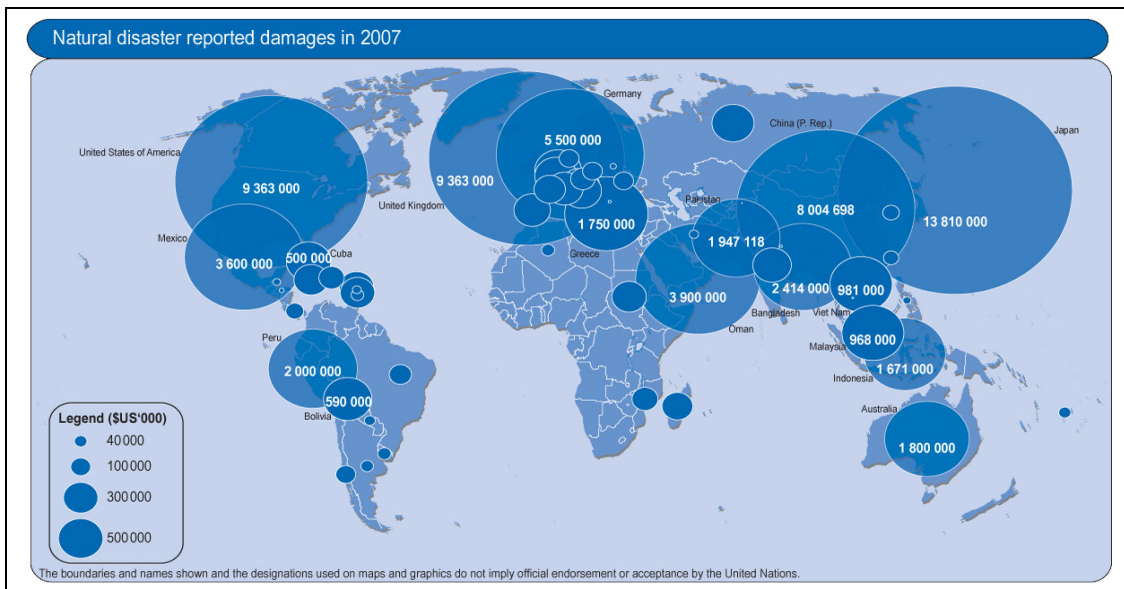 Natural disaster reported damages in 2007
Germany
China (P. Rep.)
Japan
United States of America
5 500 000
9 363 000
9 363 000
United Kingdom
Pakistan
8 004 698
13 810 000
1 750 000
Mexico
1 947 118
500 000
Cuba
Greece
3 600 000
2 414 000
981 000
3 900 000
Bangladesh
Viet Nam
Oman
Peru
968 000
Malaysia
2 000 000
1 671 000
Indonesia
590 000
Bolivia
Australia
1 800 000
Legend ($US'000)
40 000
100 000
300 000
500 000
The boundaries and names shown and the designations used on maps and graphics do not imply official endorsement or acceptance by the United Nations.